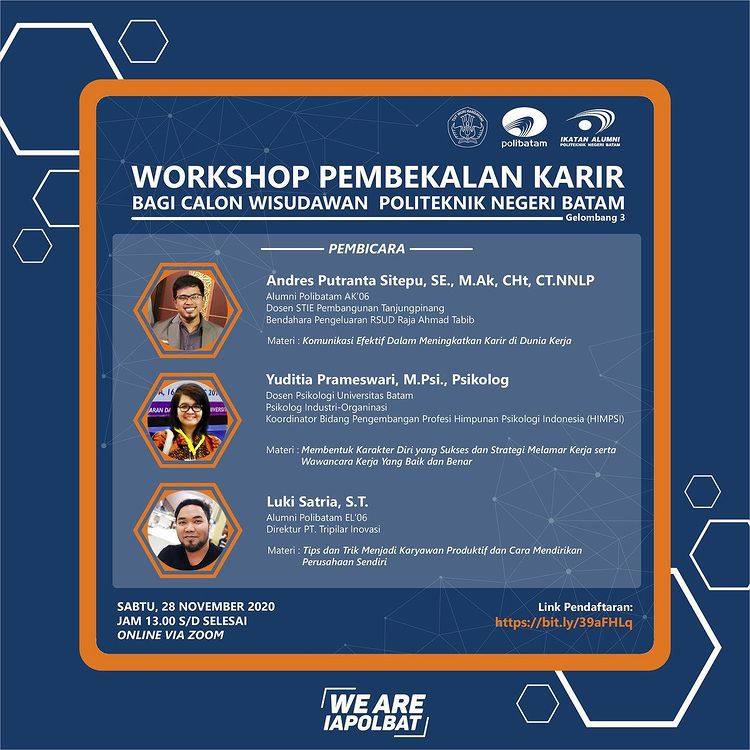 polibatam
IKATAN ALUMNI
POLITEKNIK NEGERI BATAM
WORKSHOP PEMBEKALAN KARIR
BAGI CALON WISUDAWAN POLITEKNIK NEGERI BATAM
Gelombang 3
PEMBICARA
Andres Putranta Sitepu, SE., M.Ak, CHt, CT.NNLP
Alumni Polibatam AK'06
Dosen STIE Pembangunan Tanjungpinang
Bendahara Pengeluaran RSUD Raja Ahmad Tabib
Materi : Komunikasi Efektif Dalam Meningkatkan Karir di Dunia Kerja
Yuditia Prameswari, M.Psi., Psikolog
Dosen Psikologi Universitas Batam
Psikolog Industri-Organinasi
Koordinator Bidang Pengembangan Profesi Himpunan Psikologi Indonesia (HIMPSI)
Materi : Membentuk Karakter Diri yang Sukses dan Strategi Melamar Kerja serta
Wawancara Kerja Yang Baik dan Benar
Luki Satria, S.T.
Alumni Polibatam EL'06
Direktur PT. Tripilar Inovasi
Materi : Tips dan Trik Menjadi Karyawan Produktif dan Cara Mendirikan
Perusahaan Sendiri
SABTU, 28 NOVEMBER 2020
JAM 13.00 S/D SELESAI
ONLINE VIA ZOOM
Link Pendaftaran:
https://bit.ly/39aFHLq
WE ARE
IAPOLBAT